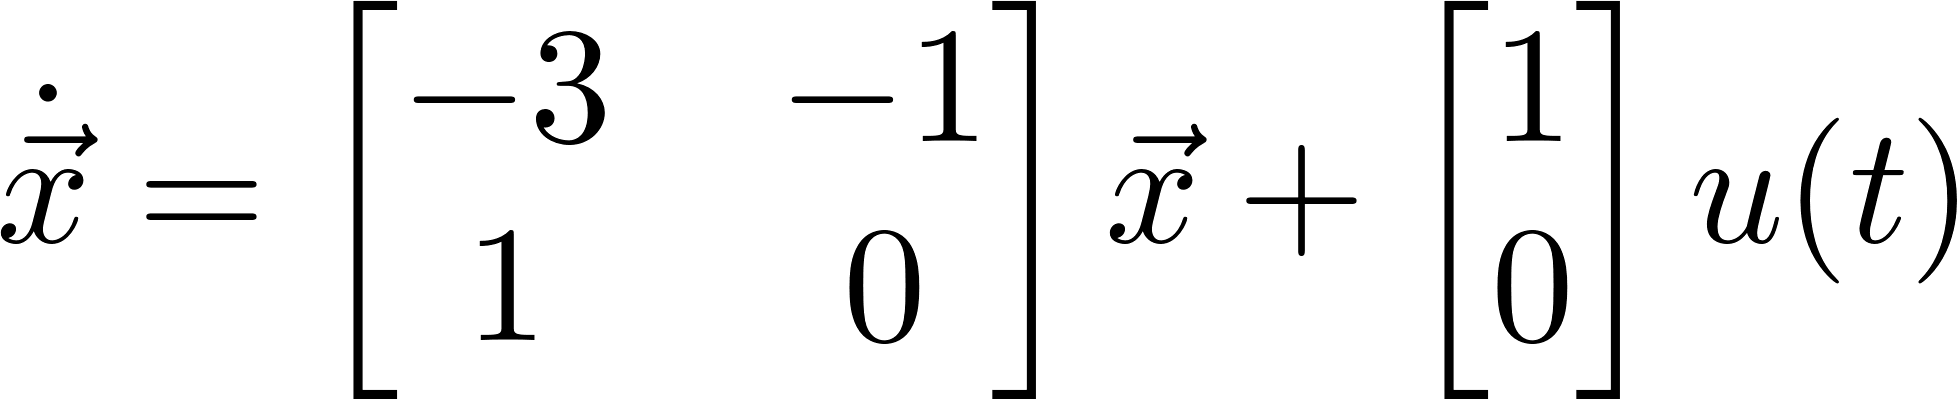 $\dot{\vec{x}} = \begin{bmatrix} -3 & -1 \\ 1 & 0 \end{bmatrix} \vec{x} + \begin{bmatrix} 1 \\ 0 \end{bmatrix} u(t)$